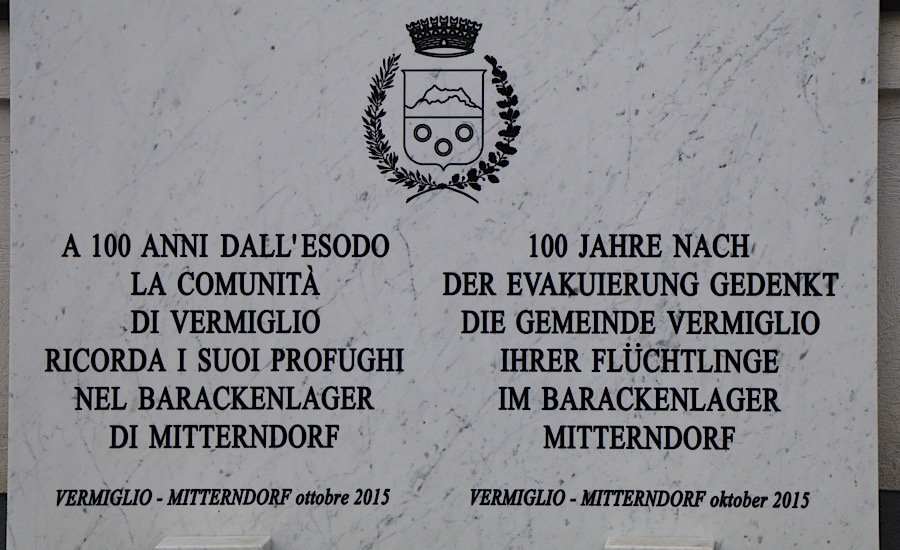 A 100 ANNI DALL'ESODO
LA COMUNITÀ
DI VERMIGLIO
RICORDA I SUOI PROFUGHI
NEL BARACKENLAGER
DI MITTERNDORF
VERMIGLIO - MITTERNDORF ottobre 2015
100 JAHRE NACH
DER EVAKUIERUNG GEDENKT
DIE GEMEINDE VERMIGLIO
IHRER FLÜCHTLINGE
IM BARACKENLAGER
MITTERNDORF
VERMIGLIO - MITTERNDORF oktober 2015